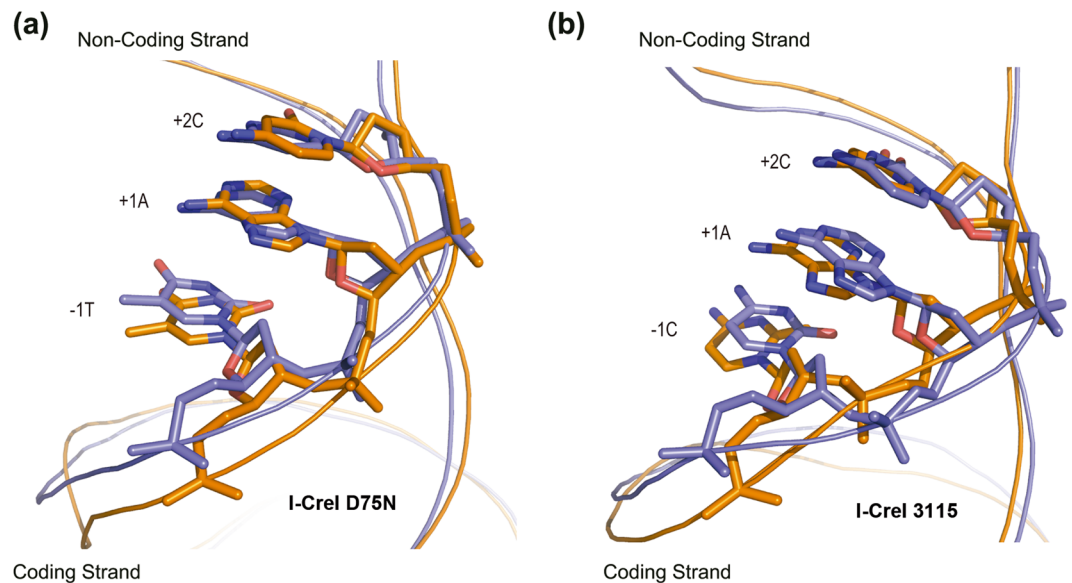 (a)
Non-Coding Strand
+2C
+1A
-1T
I-CreI D75N
Coding Strand
(b)
Non-Coding Strand
+2C
+1A
-1C
I-CreI 3115
Coding Strand